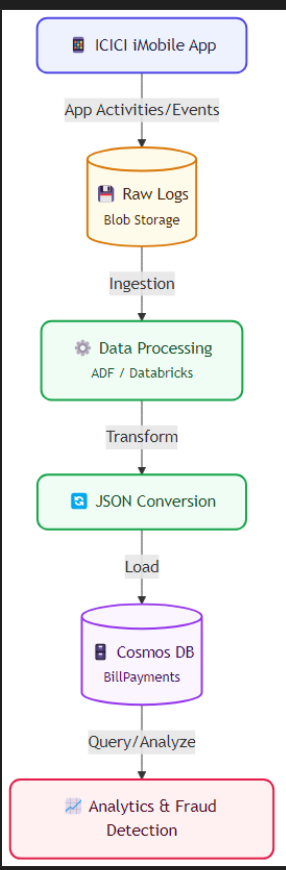 ICICI iMobile App
App Activities/Events
Raw Logs
Blob Storage
Ingestion
Data Processing
ADF / Databricks
Transform
JSON Conversion
Load
Cosmos DB
BillPayments
Query/Analyze
Analytics & Fraud
Detection